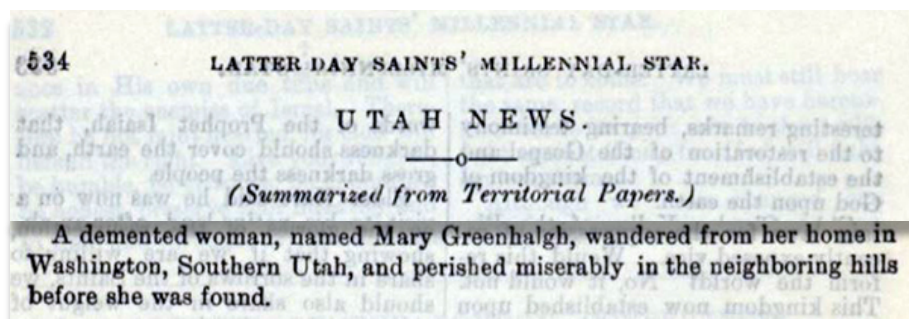 534 LATTER DAY SAINTS' MILLENNIAL STAR.
UTAH NEWS.
(Summarized from Territorial Papers.)
A demented woman, named Mary Greenhalgh, wandered from her home in
Washington, Southern Utah, and perished miserably in the neighboring hills
before she was found.